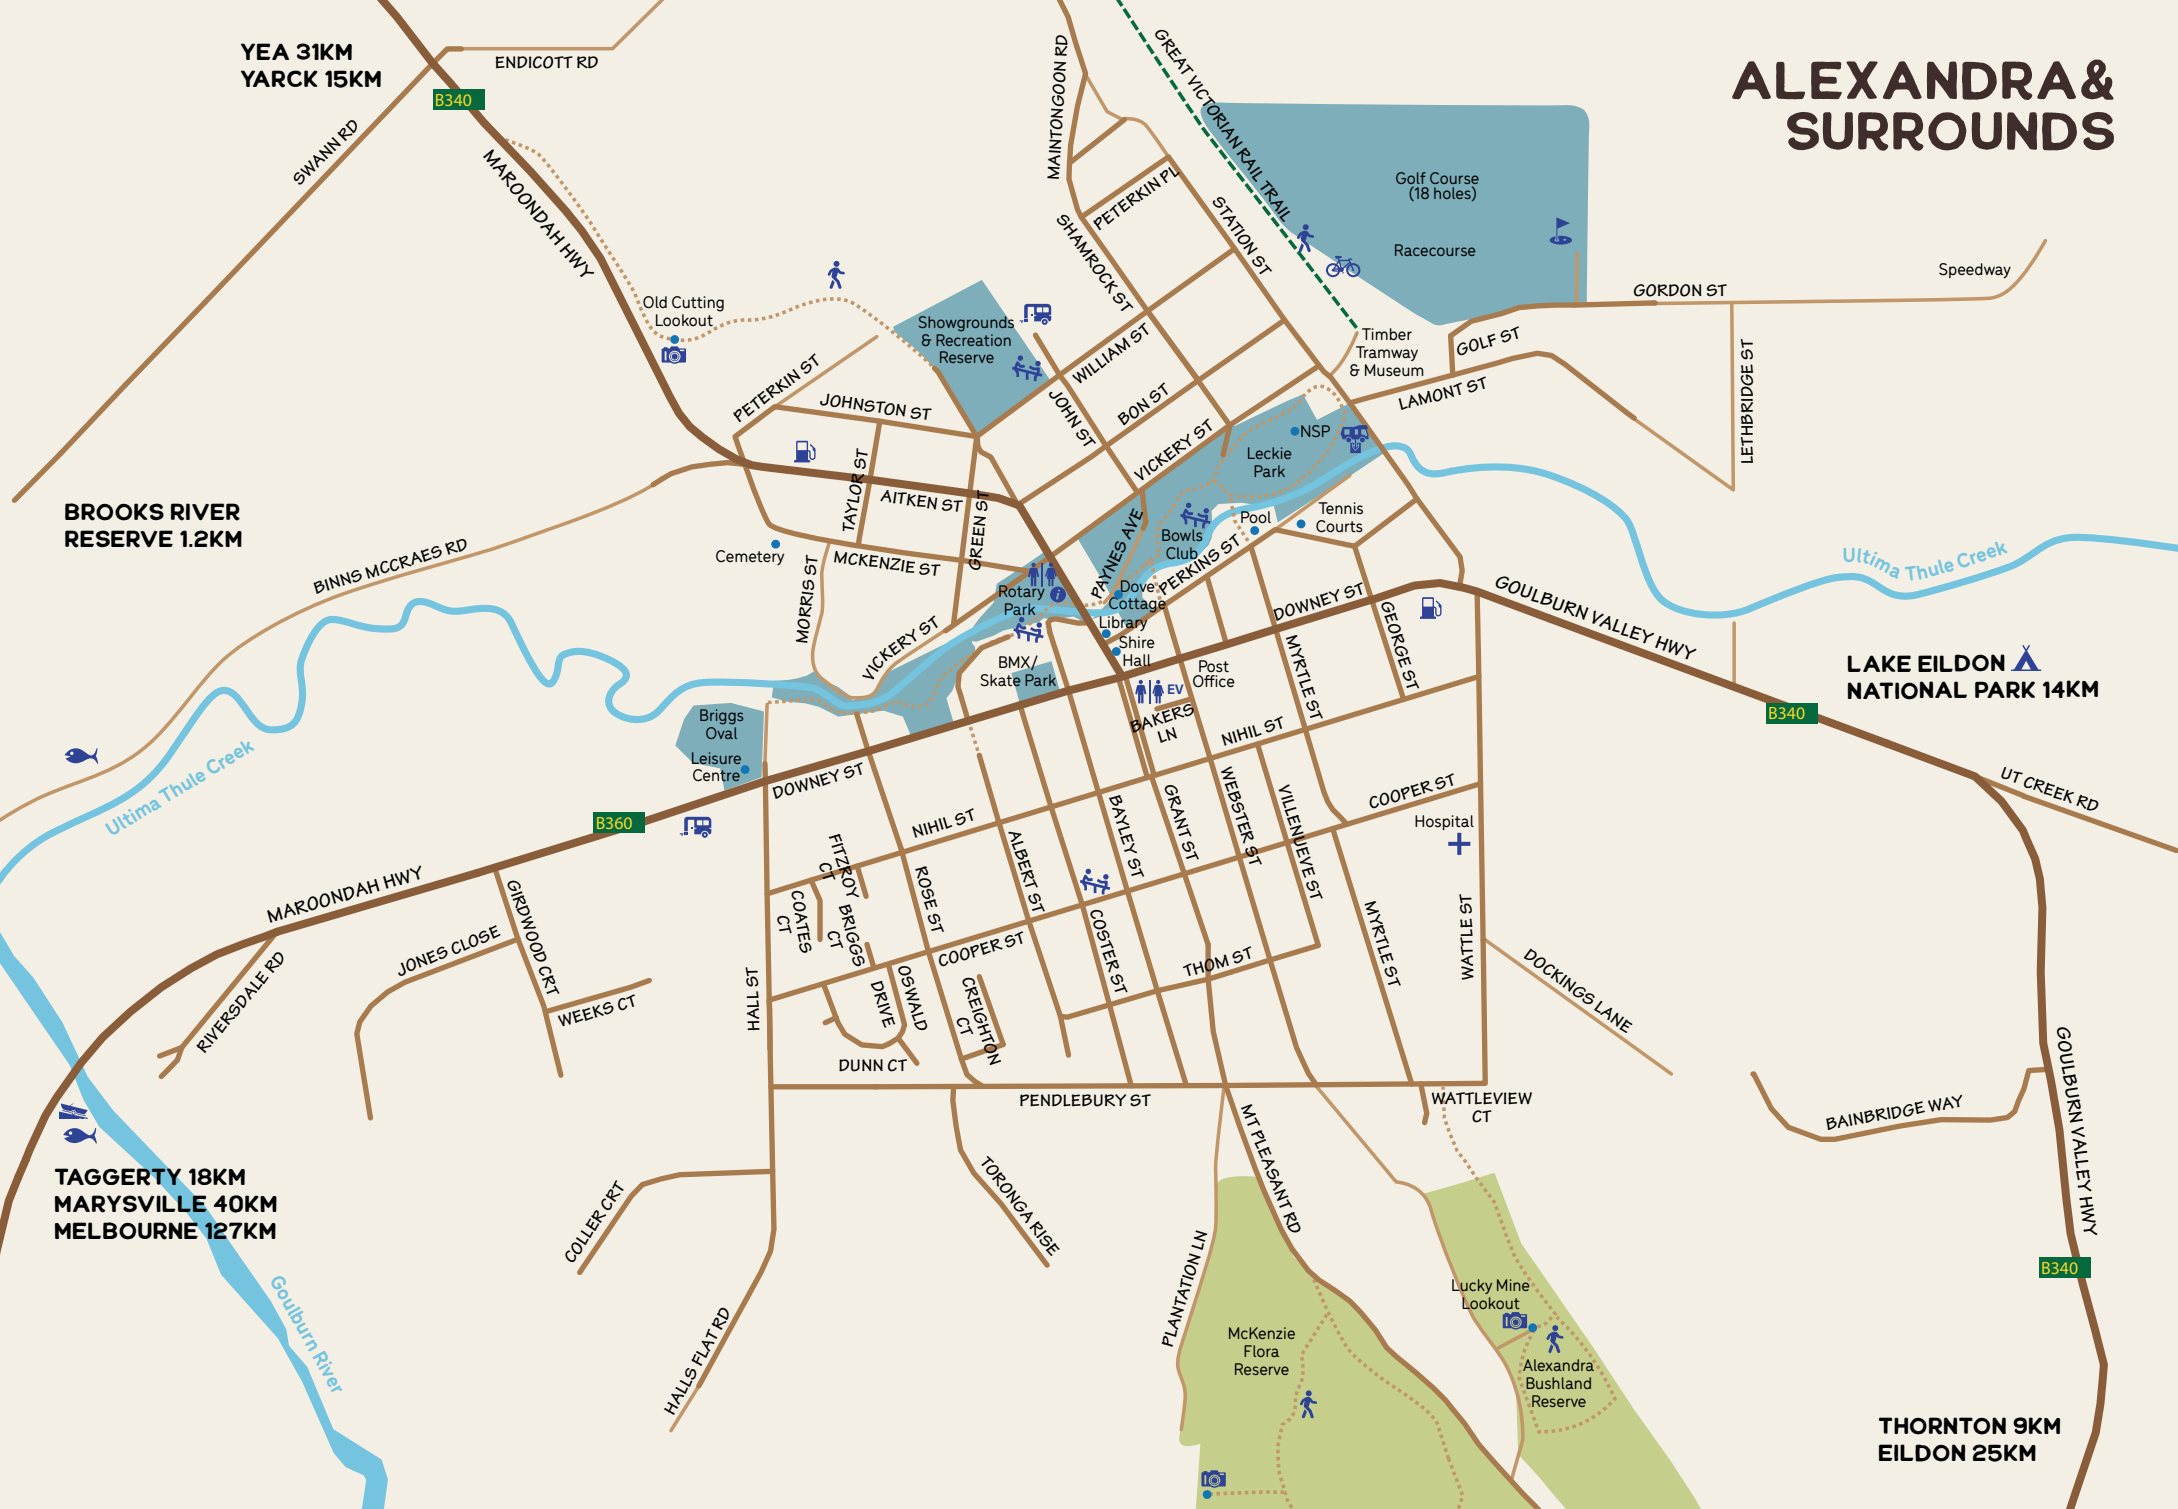 ALEXANDRA&
SURROUNDS
YEA 31KM
YARCK 15KM
ENDICOTT RD
B340
SWANN RD
MAROONDAH HWY
MAINTONGOON RD
GREAT VICTORIAN RAIL TRAIL
Golf Course
(18 holes)
Racecourse
PETERKIN PL
STATION ST
SHAMROCK ST
Speedway
GORDON ST
Old Cutting
Lookout
Showgrounds
& Recreation
Reserve
WILLIAM ST
Timber
Tramway
& Museum
GOLF ST
LAMONT ST
LETHBRIDGE ST
PETERKIN ST
JOHNSTON ST
JOHN ST
BON ST
VICKERY ST
NSP
Leckie
Park
TAYLOR ST
AITKEN ST
GREEN ST
BROOKS RIVER
RESERVE 1.2KM
BINNS MCCRAES RD
Cemetery
MCKENZIE ST
MORRIS ST
PAYNES AVE
Bowls
Club
Pool
Tennis
Courts
PERKINS ST
Ultima Thule Creek
Rotary
Park
Dove
Cottage
Library
Shire
Hall
DOWNEY ST
GEORGE ST
GOULBURN VALLEY HWY
VICKERY ST
BMX/
Skate Park
Post
Office
EV
BAKERS
LN
MYRTLE ST
NIHIL ST
LAKE EILDON
NATIONAL PARK 14KM
B340
UT CREEK RD
Briggs
Oval
Leisure
Centre
DOWNEY ST
B360
Ultima Thule Creek
MAROONDAH HWY
NIHIL ST
FITZROY
CT
COATES
CT
BRIGGS
CT
ROSE ST
ALBERT ST
BAYLEY ST
GRANT ST
WEBSTER ST
VILLENUEVE ST
COOPER ST
Hospital
WATTLE ST
MYRTLE ST
GIRDWOOD CRT
JONES CLOSE
RIVERSDALE RD
WEEKS CT
HALL ST
COOPER ST
OSWALD
DRIVE
CREIGHTON
CT
COSTER ST
THOM ST
DUNN CT
DOCKINGS LANE
PENDLEBURY ST
WATTLEVIEW
CT
BAINBRIDGE WAY
GOULBURN VALLEY HWY
TAGGERTY 18KM
MARYSVILLE 40KM
MELBOURNE 127KM
Goulburn River
COLLER CRT
TORONGA RISE
HALLS FLAT RD
MT PLEASANT RD
PLANTATION LN
McKenzie
Flora
Reserve
Lucky Mine
Lookout
Alexandra
Bushland
Reserve
B340
THORNTON 9KM
EILDON 25KM